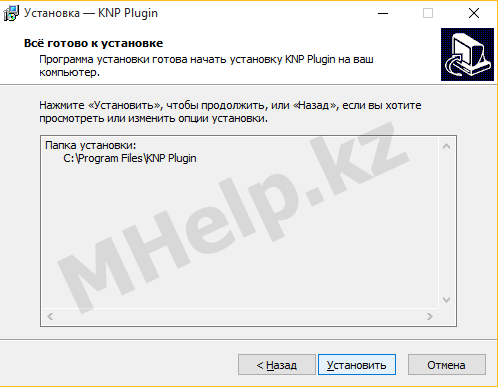 Установка — KNP Plugin
Всё готово к установке
Программа установки готова начать установку KNP Plugin на ваш
компьютер.
Нажмите «Установить», чтобы продолжить, или «Назад», если вы хотите
просмотреть или изменить опции установки.
Папка установки:
C:\Program Files\KNP Plugin
MHelp.kz
< Назад
Установить
Отмена